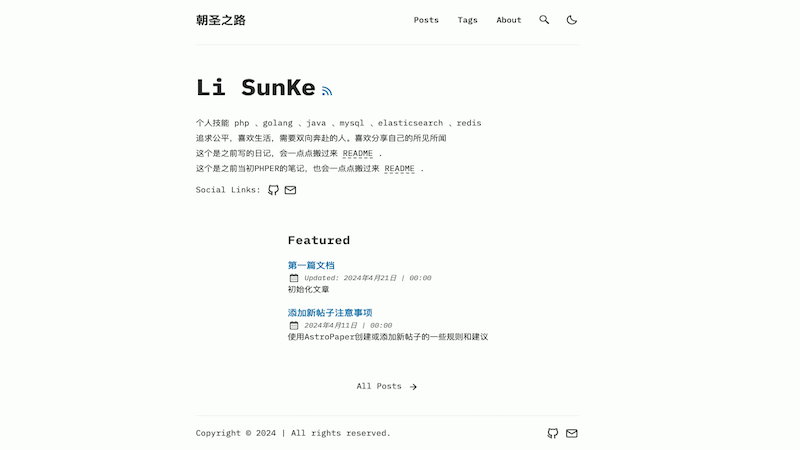 朝圣之路
Posts Tags About
Li SunKe
个人技能 php 、golang 、java 、mysql 、elasticsearch 、redis
追求公平，喜欢生活，需要双向奔赴的人。喜欢分享自己的所见所闻
这个是之前写的日记，会一点点搬过来 README .
这个是之前当初PHPER的笔记，也会一点点搬过来 README .
Social Links:
Featured
第一篇文档
Updated: 2024年4月21日 | 00:00
初始化文章
添加新帖子注意事项
2024年4月11日 | 00:00
使用AstroPaper创建或添加新帖子的一些规则和建议
All Posts
Copyright © 2024 | All rights reserved.